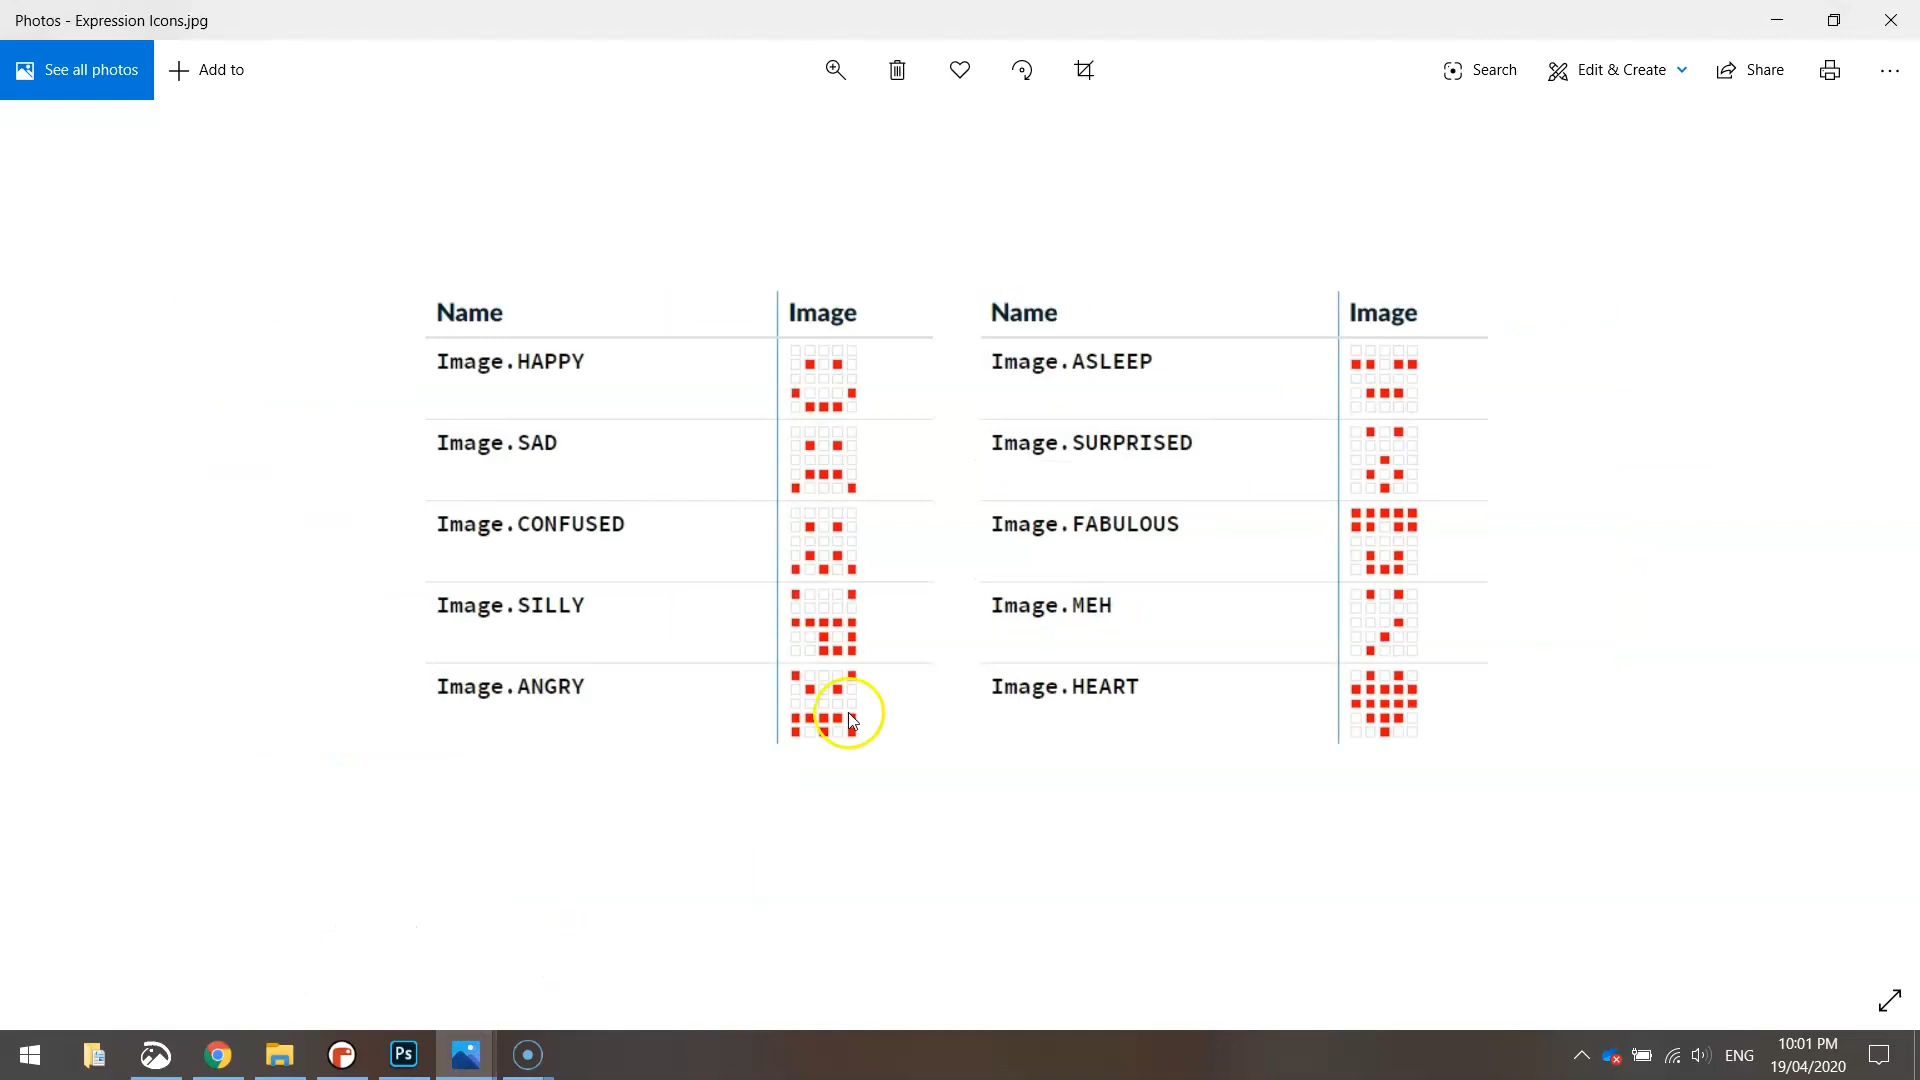 Photos - Expression Icons.jpg
See all photos
Add to
Search
Edit & Create
Share
Name Image Name Image
Image.HAPPY Image.ASLEEP
Image.SAD Image.SURPRISED
Image.CONFUSED Image.FABULOUS
Image.SILLY Image.MEH
Image.ANGRY Image.HEART
Ps
ENG
10:01 PM
19/04/2020